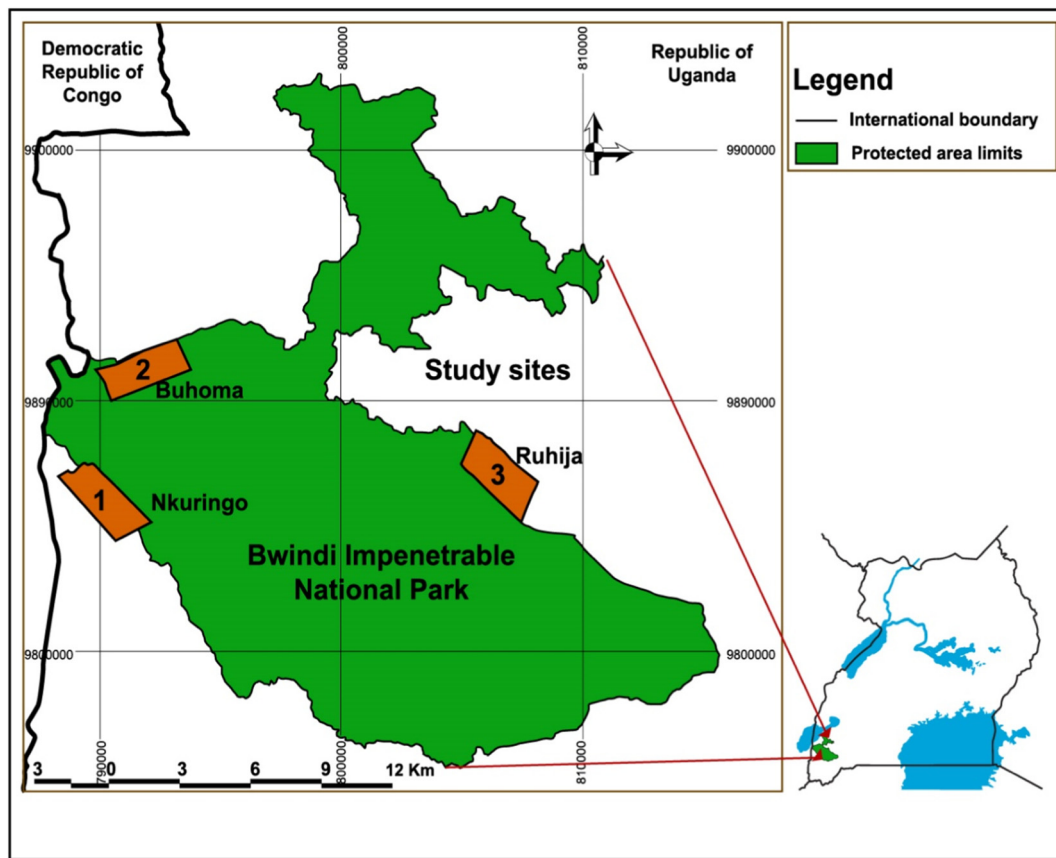 Democratic
Republic of
Congo
800000
810000
Republic of
Uganda
Legend
International boundary
Protected area limits
9900000
9900000
Study sites
2
Buhoma
9890000
9890000
Ruhija
3
1
Nkuringo
Bwindi Impenetrable
National Park
9800000
9800000
790000
800000
810000
3 0 3 6 9 12 Km